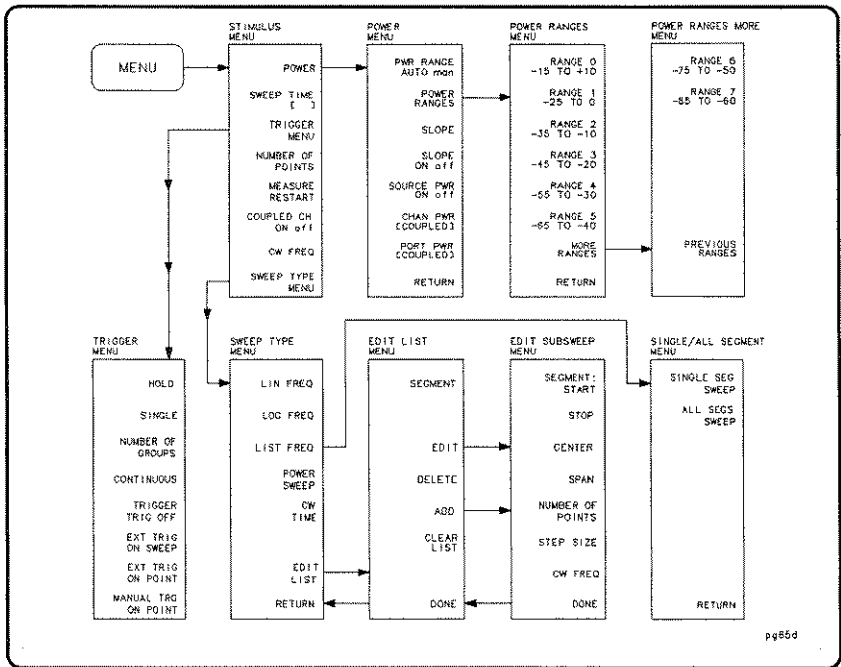 MENU
STIMULUS
MENU
POWER
SWEEP TIME
[ ]
TRIGGER
MENU
NUMBER OF
POINTS
MEASURE
RESTART
COUPLED CH
ON off
CW FREQ
SWEEP TYPE
MENU
POWER
MENU
PWR RANGE
AUTO man
POWER
RANGES
SLOPE
SLOPE
ON off
SOURCE PWR
ON off
CHAN PWR
[COUPLED]
PORT PWR
[COUPLED]
RETURN
POWER RANGES
MENU
RANGE 0
-15 TO +10
RANGE 1
-25 TO 0
RANGE 2
-35 TO -10
RANGE 3
-45 TO -20
RANGE 4
-55 TO -30
RANGE 5
-65 TO -40
MORE
RANGES
RETURN
POWER RANGES MORE
MENU
RANGE 6
-75 TO -50
RANGE 7
-85 TO -60
PREVIOUS
RANGES
TRIGGER
MENU
HOLD
SINGLE
NUMBER OF
GROUPS
CONTINUOUS
TRIGGER
TRIG OFF
EXT TRIG
ON SWEEP
EXT TRIG
ON POINT
MANUAL TRG
ON POINT
SWEEP TYPE
MENU
LIN FREQ
LOG FREQ
LIST FREQ
POWER
SWEEP
CW
TIME
EDIT
LIST
RETURN
EDIT LIST
MENU
SEGMENT
EDIT
DELETE
ADD
CLEAR
LIST
DONE
EDIT SUBSWEEP
MENU
SEGMENT:
START
STOP
CENTER
SPAN
NUMBER OF
POINTS
STEP SIZE
CW FREQ
DONE
SINGLE/ALL SEGMENT
MENU
SINGLE SEG
SWEEP
ALL SEGS
SWEEP
RETURN
pg65d